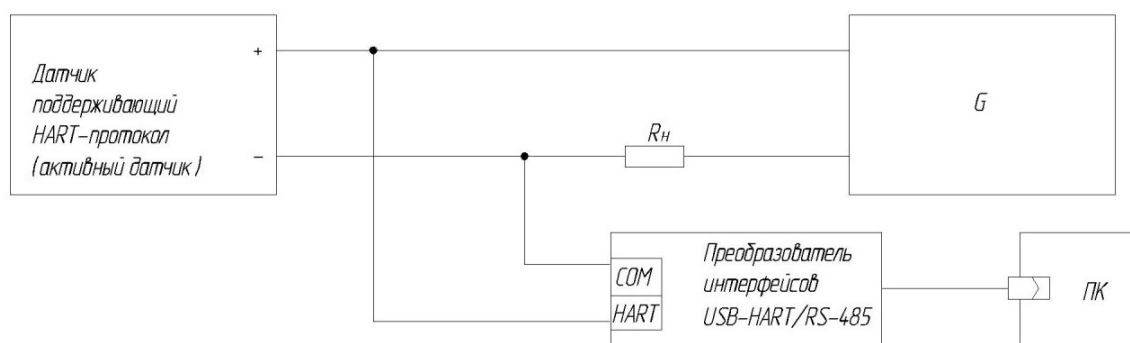 +
Датчик
поддерживающий
HART-протокол
(активный датчик)
–
Rн
G
Преобразователь
интерфейсов
USB-HART/RS-485
COM
HART
ПК